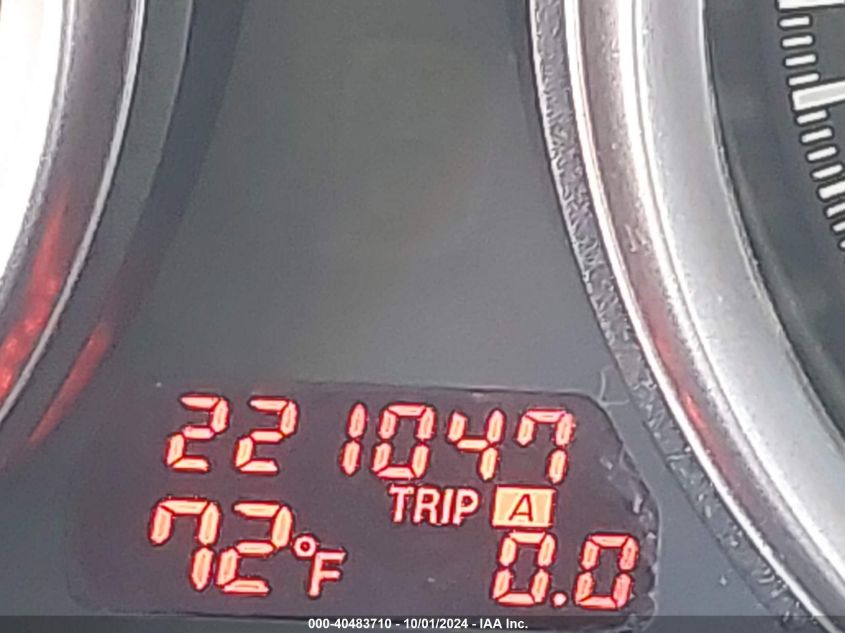 221047
TRIP A
72°F 0.0
000-40483710 - 10/01/2024 - IAA Inc.